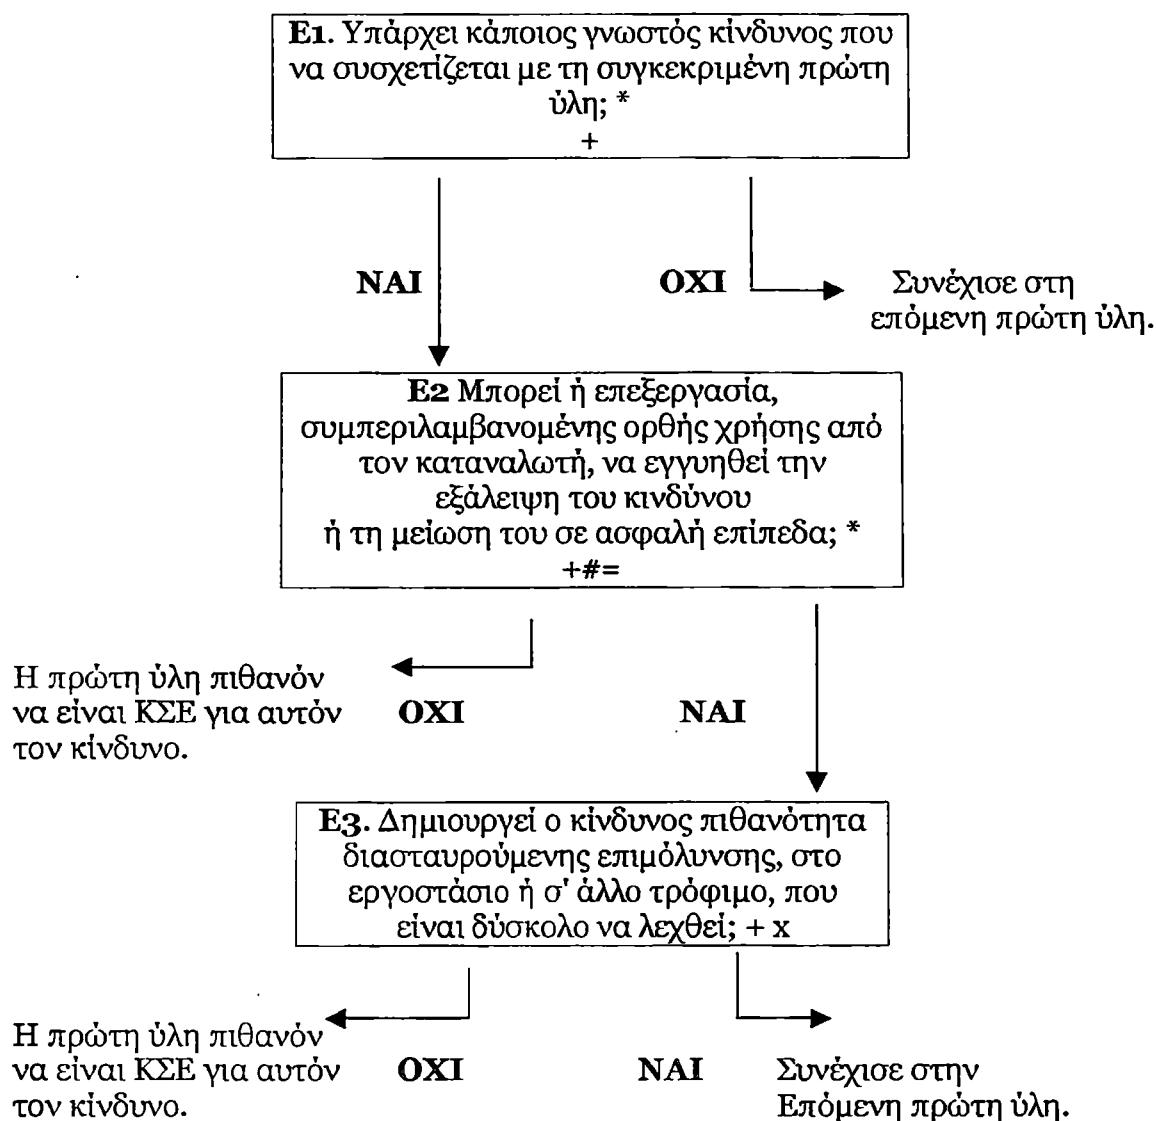 E1. Υπάρχει κάποιος γνωστός κίνδυνος που
να συσχετίζεται με τη συγκεκριμένη πρώτη
ύλη; *
+
ΝΑΙ
ΟΧΙ
Συνέχισε στη
επόμενη πρώτη ύλη.
E2 Μπορεί ή επεξεργασία,
συμπεριλαμβανομένης ορθής χρήσης από
τον καταναλωτή, να εγγυηθεί την
εξάλειψη του κινδύνου
ή τη μείωση του σε ασφαλή επίπεδα; *
+#=
Η πρώτη ύλη πιθανόν
να είναι ΚΣΕ για αυτόν
τον κίνδυνο.
ΟΧΙ
ΝΑΙ
E3. Δημιουργεί ο κίνδυνος πιθανότητα
διασταυρούμενης επιμόλυνσης, στο
εργοστάσιο ή σ' άλλο τρόφιμο, που
είναι δύσκολο να λεχθεί; + x
Η πρώτη ύλη πιθανόν
να είναι ΚΣΕ για αυτόν
τον κίνδυνο.
ΟΧΙ
ΝΑΙ
Συνέχισε στην
Επόμενη πρώτη ύλη.